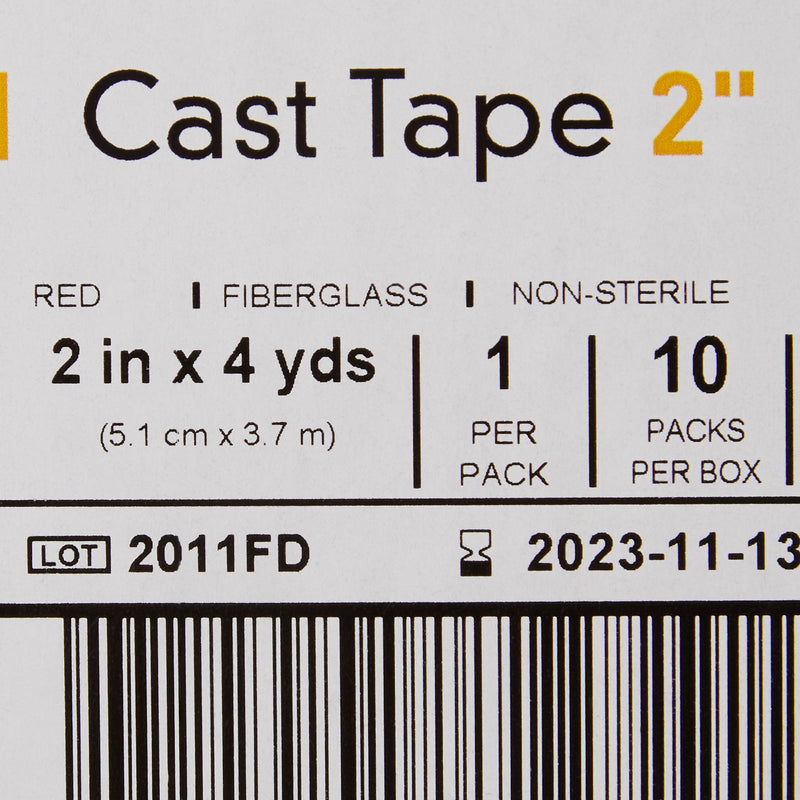 Cast Tape 2"
RED | FIBERGLASS | NON-STERILE
2 in x 4 yds
(5.1 cm x 3.7 m)
1
PER
PACK
10
PACKS
PER BOX
LOT 2011FD
2023-11-13